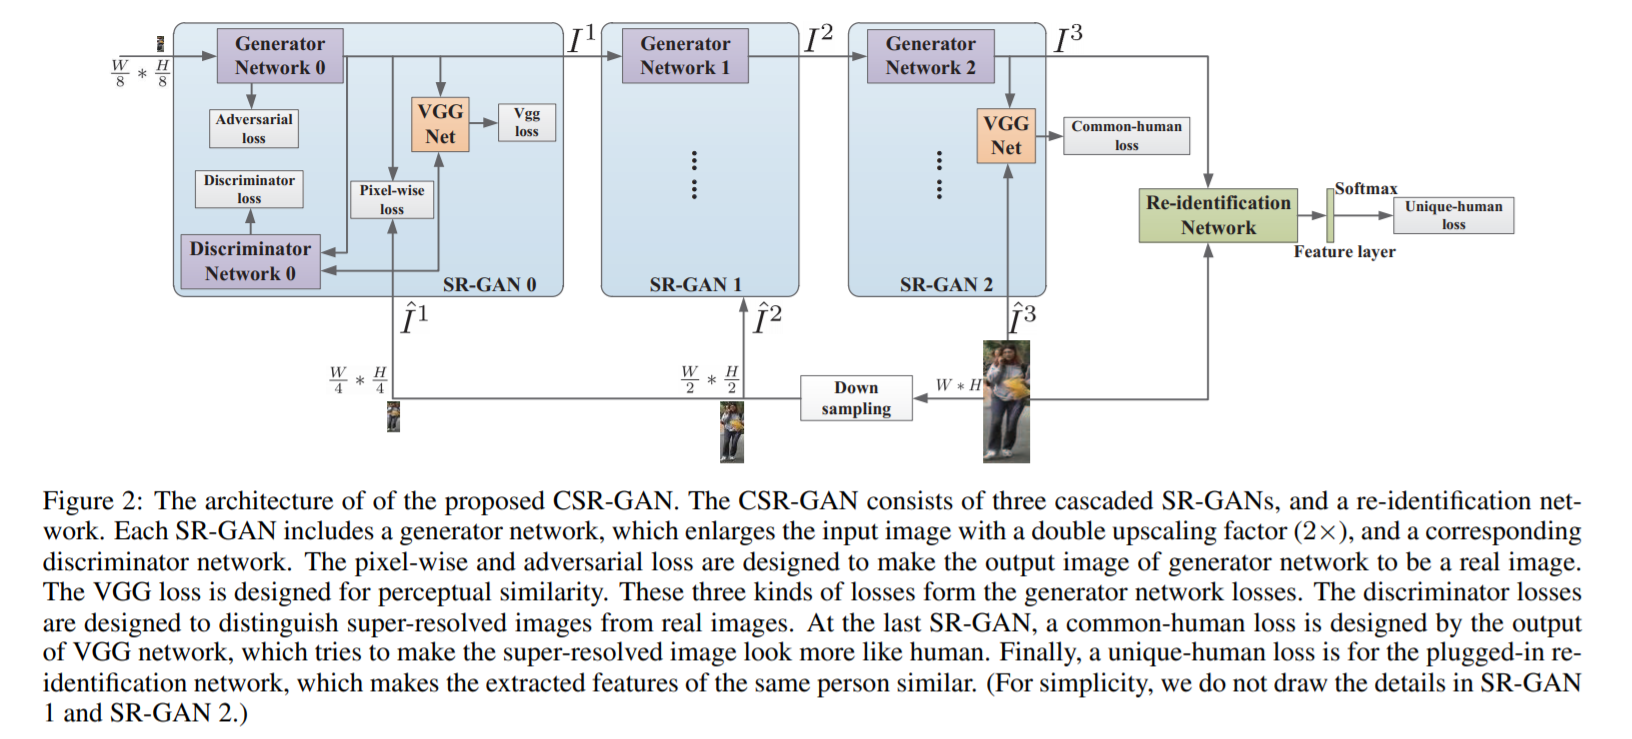 W/8 * H/8
Generator
Network 0
Adversarial
loss
Discriminator
loss
Discriminator
Network 0
VGG
Net
Vgg
loss
Pixel-wise
loss
SR-GAN 0
I^1
Generator
Network 1
SR-GAN 1
I^2
Generator
Network 2
VGG
Net
SR-GAN 2
I^3
Common-human
loss
Re-identification
Network
Softmax
Feature layer
Unique-human
loss
Î^1
Î^2
Î^3
W/4 * H/4
W/2 * H/2
Down
sampling
W * H
Figure 2: The architecture of of the proposed CSR-GAN. The CSR-GAN consists of three cascaded SR-GANs, and a re-identification net-
work. Each SR-GAN includes a generator network, which enlarges the input image with a double upscaling factor (2×), and a corresponding
discriminator network. The pixel-wise and adversarial loss are designed to make the output image of generator network to be a real image.
The VGG loss is designed for perceptual similarity. These three kinds of losses form the generator network losses. The discriminator losses
are designed to distinguish super-resolved images from real images. At the last SR-GAN, a common-human loss is designed by the output
of VGG network, which tries to make the super-resolved image look more like human. Finally, a unique-human loss is for the plugged-in re-
identification network, which makes the extracted features of the same person similar. (For simplicity, we do not draw the details in SR-GAN
1 and SR-GAN 2.)